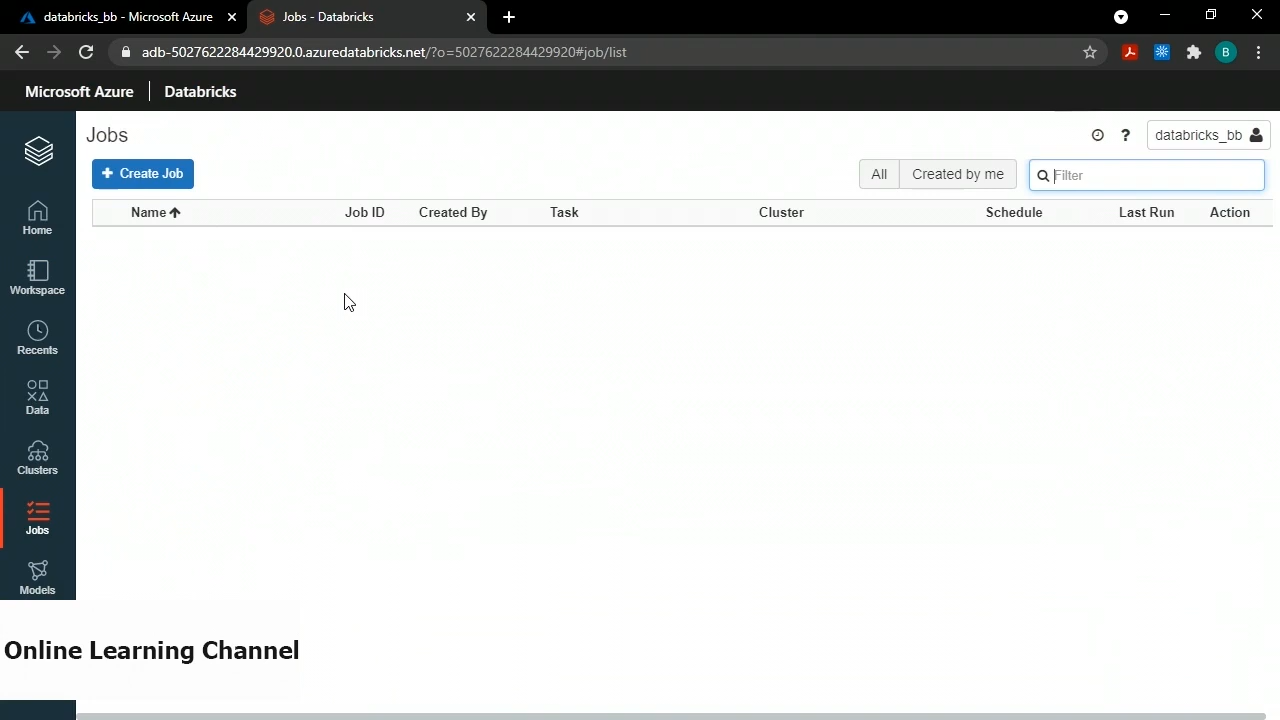 databricks_bb - Microsoft Azure
Jobs - Databricks
adb-5027622284429920.0.azuredatabricks.net/?o=5027622284429920#job/list
B
Microsoft Azure
Databricks
Jobs
databricks_bb
Create Job
All
Created by me
Filter
Name
Job ID
Created By
Task
Cluster
Schedule
Last Run
Action
Home
Workspace
Recents
Data
Clusters
Jobs
Models
Online Learning Channel